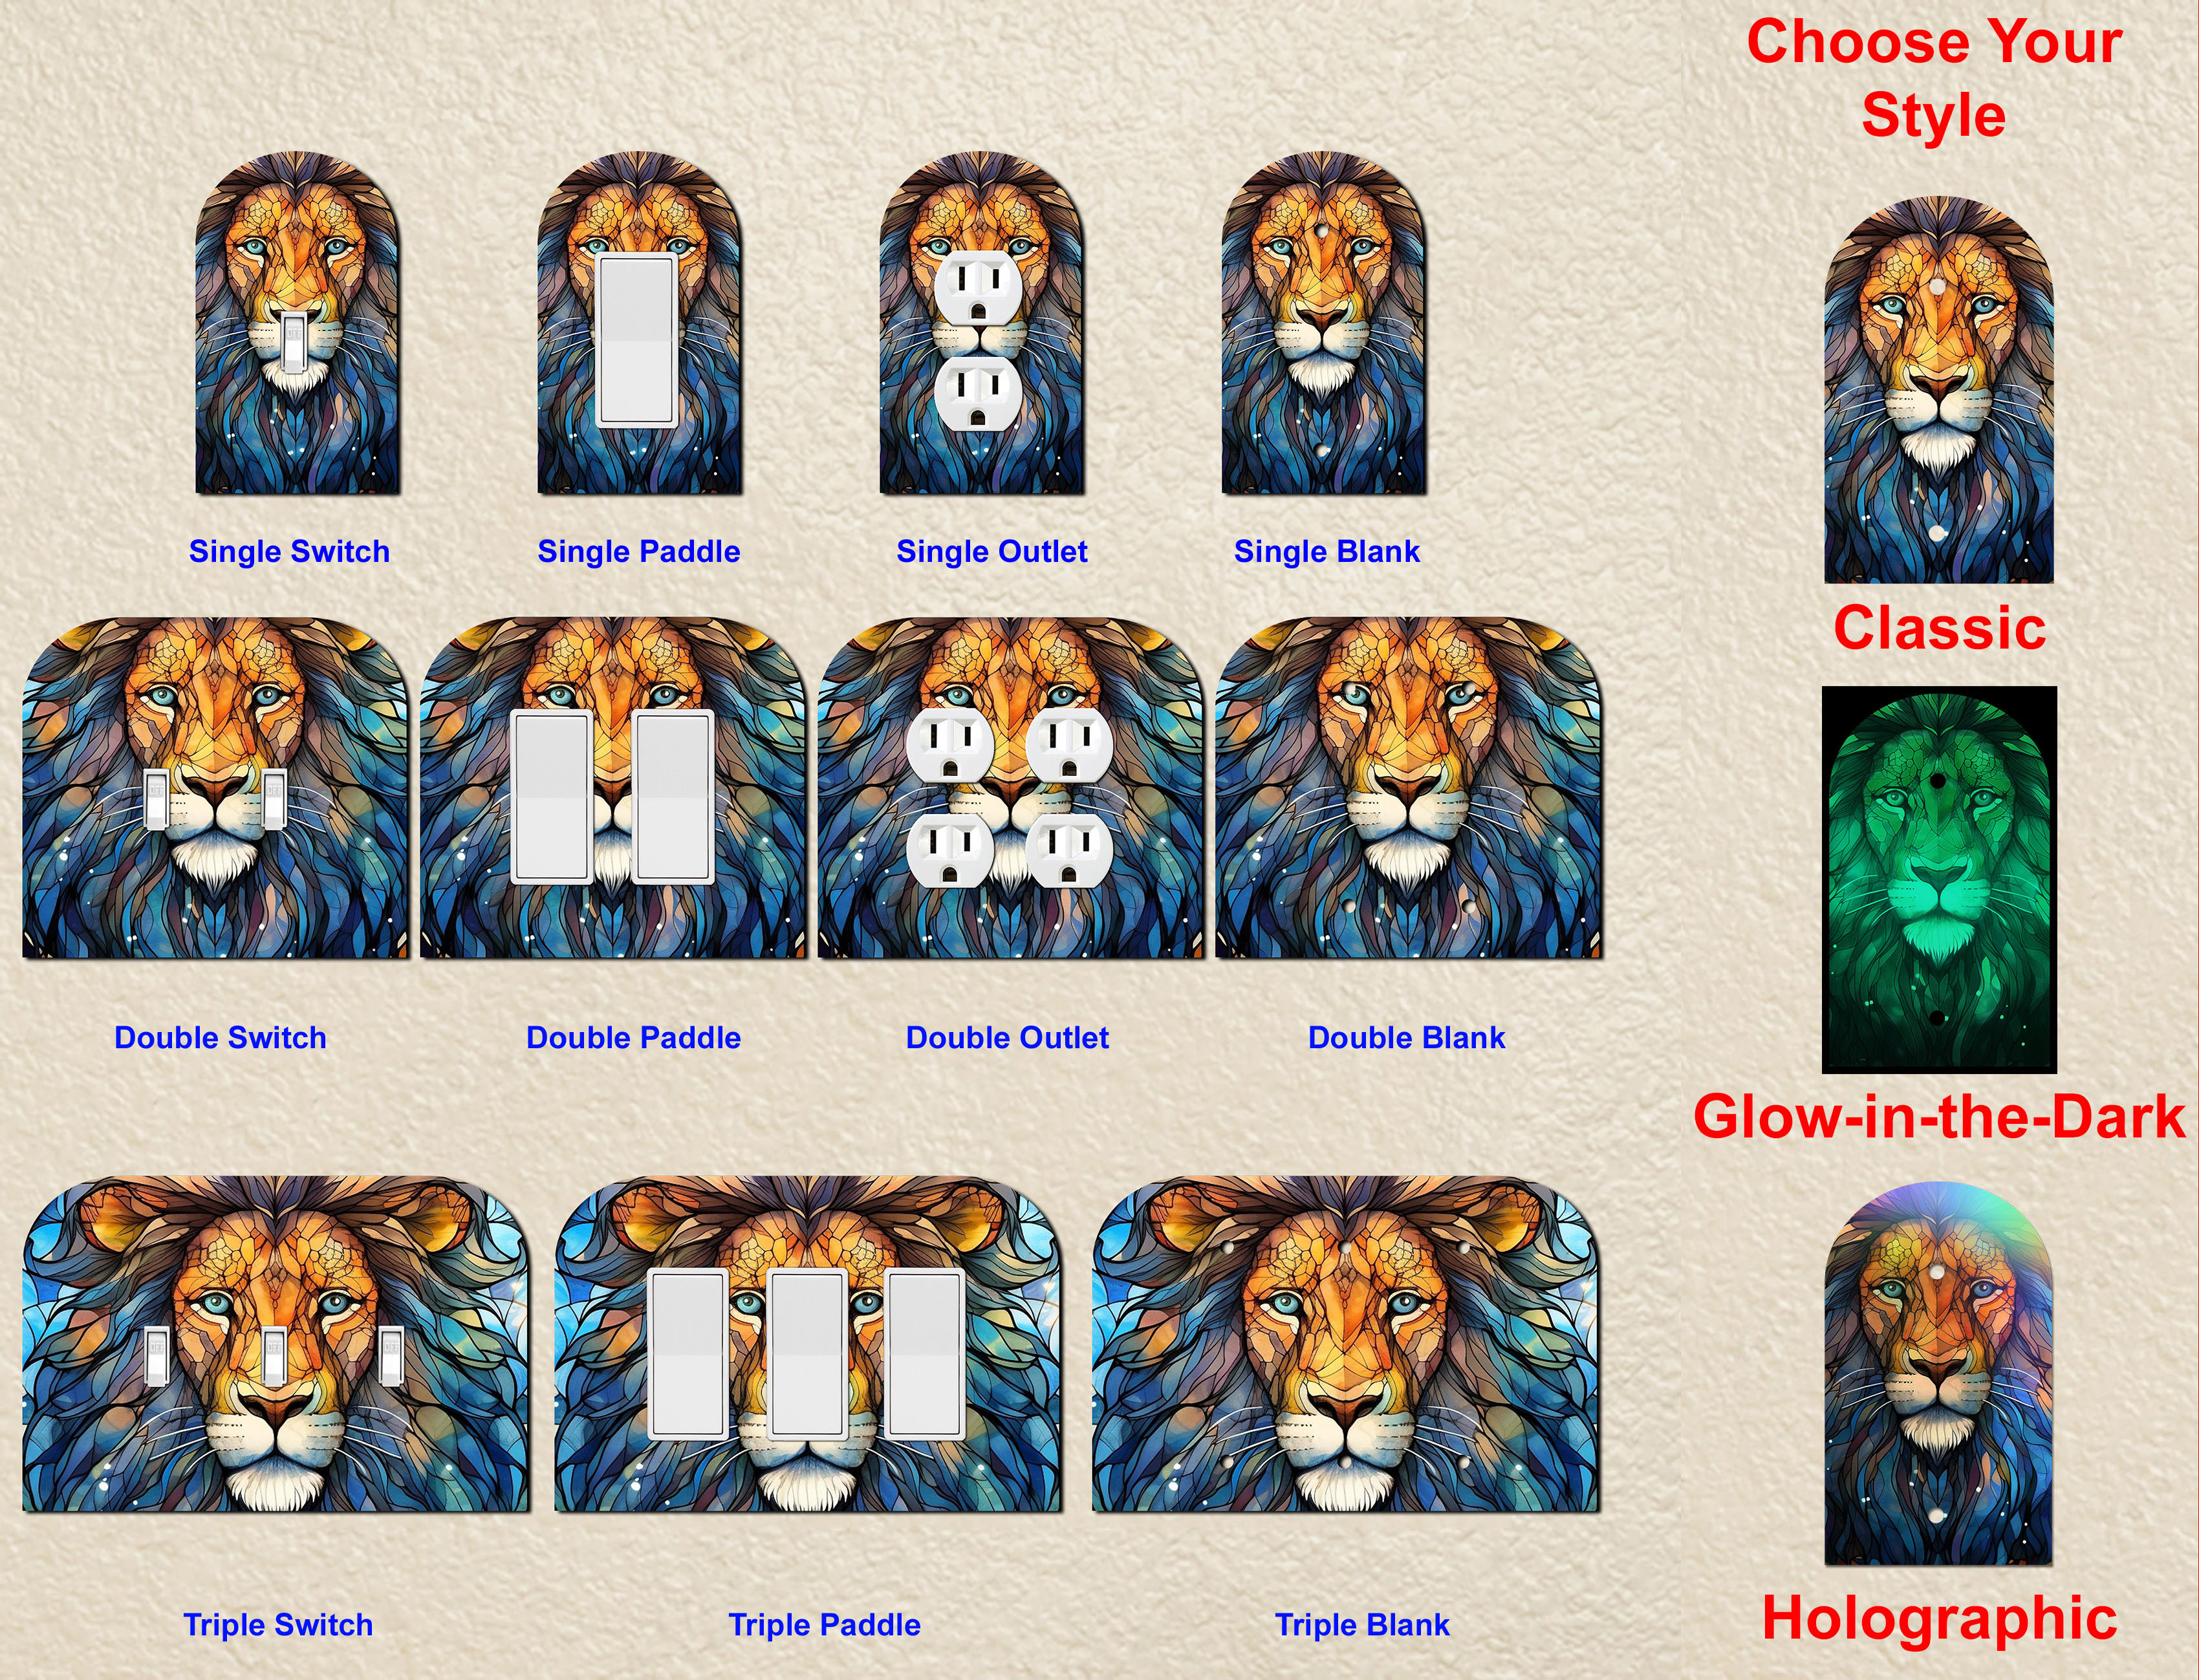 Choose Your
Style
Single Switch
Single Paddle
Single Outlet
Single Blank
Classic
Double Switch
Double Paddle
Double Outlet
Double Blank
Glow-in-the-Dark
Triple Switch
Triple Paddle
Triple Blank
Holographic